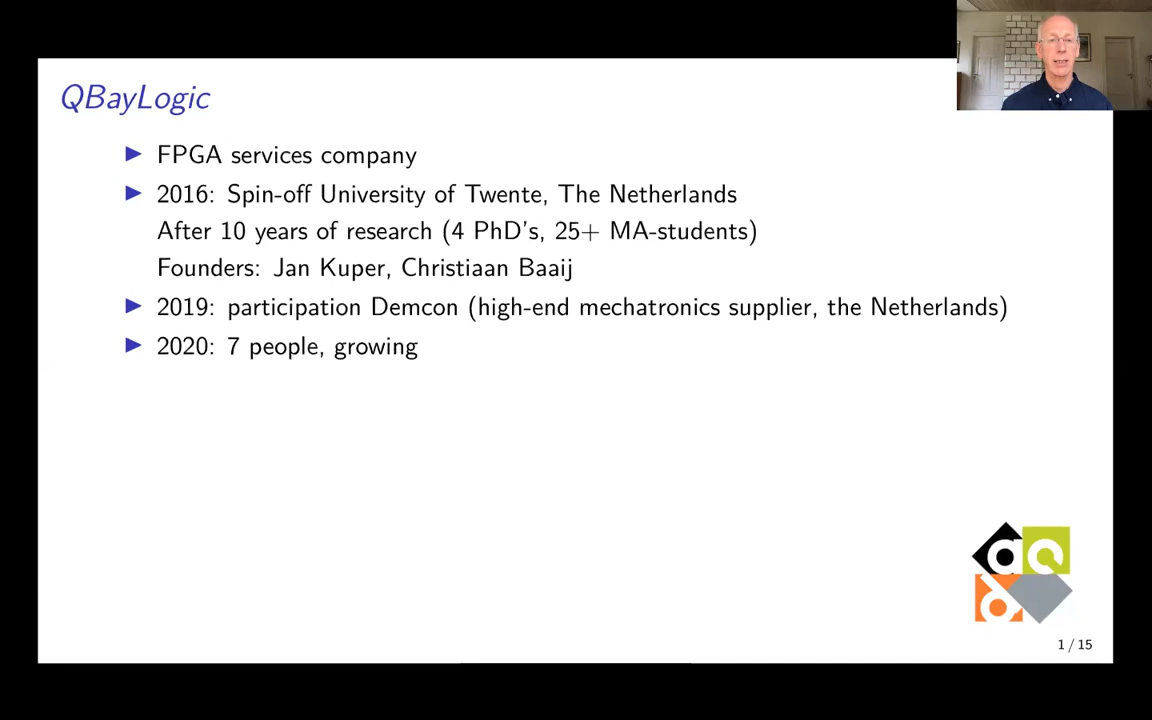 QBayLogic
▶ FPGA services company
▶ 2016: Spin-off University of Twente, The Netherlands
After 10 years of research (4 PhD's, 25+ MA-students)
Founders: Jan Kuper, Christiaan Baaij
▶ 2019: participation Demcon (high-end mechatronics supplier, the Netherlands)
▶ 2020: 7 people, growing
1 / 15